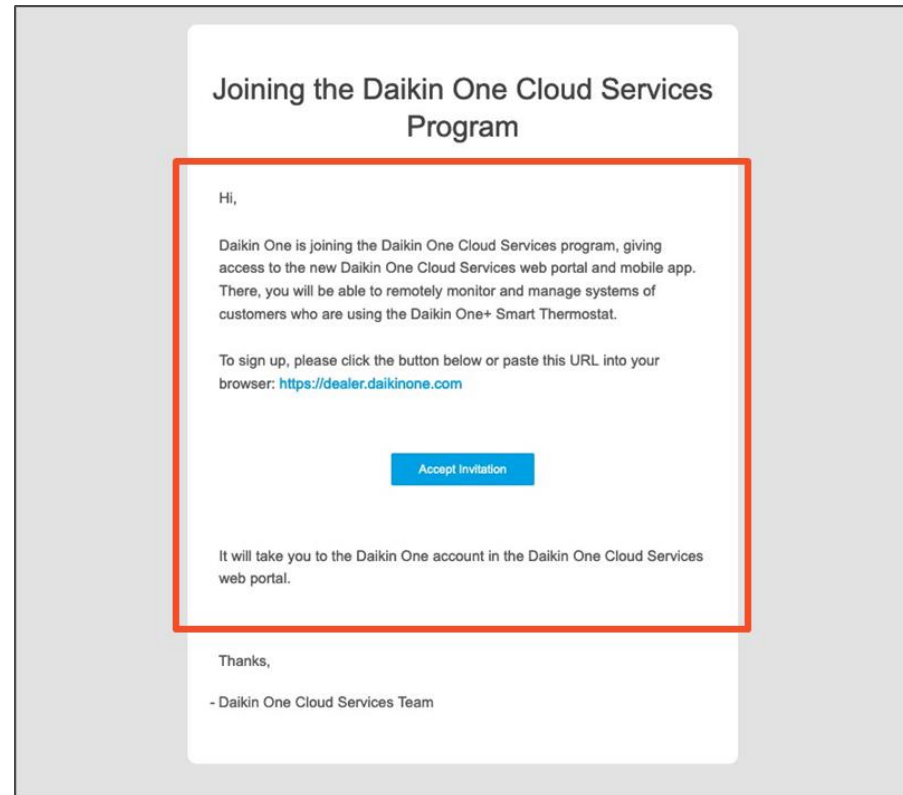 Joining the Daikin One Cloud Services
Program
Hi,
Daikin One is joining the Daikin One Cloud Services program, giving
access to the new Daikin One Cloud Services web portal and mobile app.
There, you will be able to remotely monitor and manage systems of
customers who are using the Daikin One+ Smart Thermostat.
To sign up, please click the button below or paste this URL into your
browser: https://dealer.daikinone.com
Accept Invitation
It will take you to the Daikin One account in the Daikin One Cloud Services
web portal.
Thanks,
- Daikin One Cloud Services Team